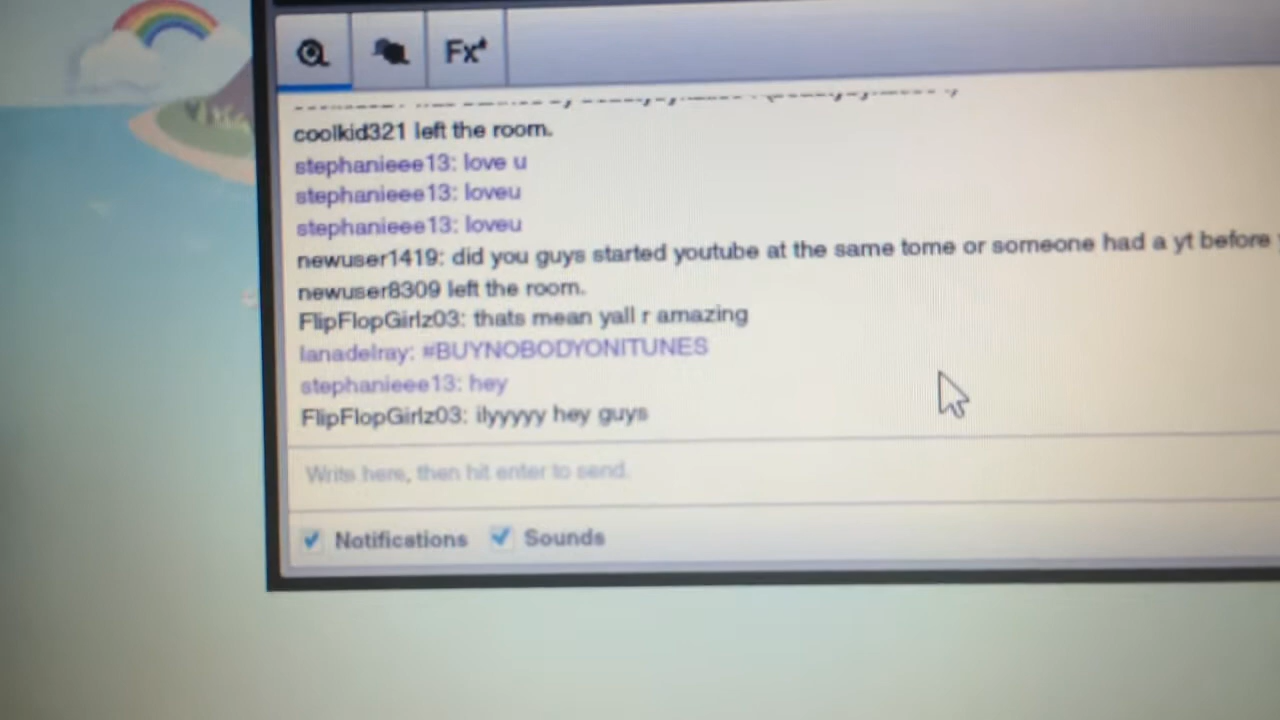 Fx
coolkid321 left the room.
stephanieee13: love u
stephanieee13: loveu
stephanieee13: loveu
newuser1419: did you guys started youtube at the same tome or someone had a yt before
newuser8309 left the room.
FlipFlopGirlz03: thats mean yall r amazing
lanadelray: #BUYNOBODYONITUNES
stephanieee13: hey
FlipFlopGirlz03: ilyyyyy hey guys
Write here, then hit enter to send.
Notifications Sounds